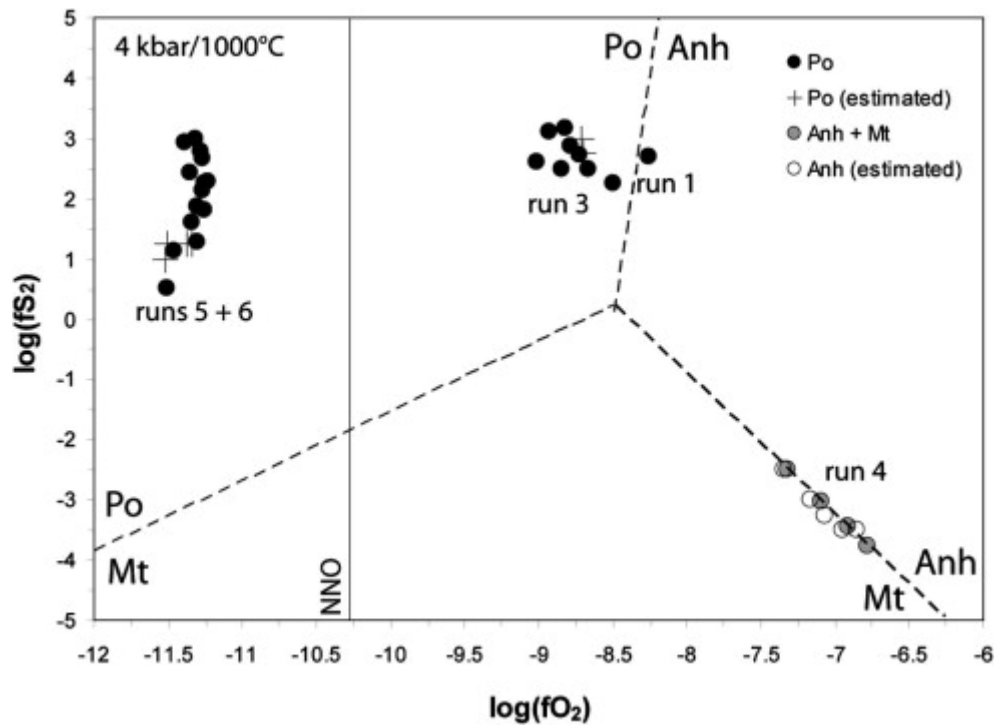 4 kbar/1000°C
Po Anh
Po
Po (estimated)
Anh + Mt
Anh (estimated)
run 3
run 1
runs 5 + 6
run 4
Po
Mt
NNO
Anh
Mt
log(fS2)
5
4
3
2
1
0
-1
-2
-3
-4
-5
-12 -11.5 -11 -10.5 -10 -9.5 -9 -8.5 -8 -7.5 -7 -6.5 -6
log(fO2)